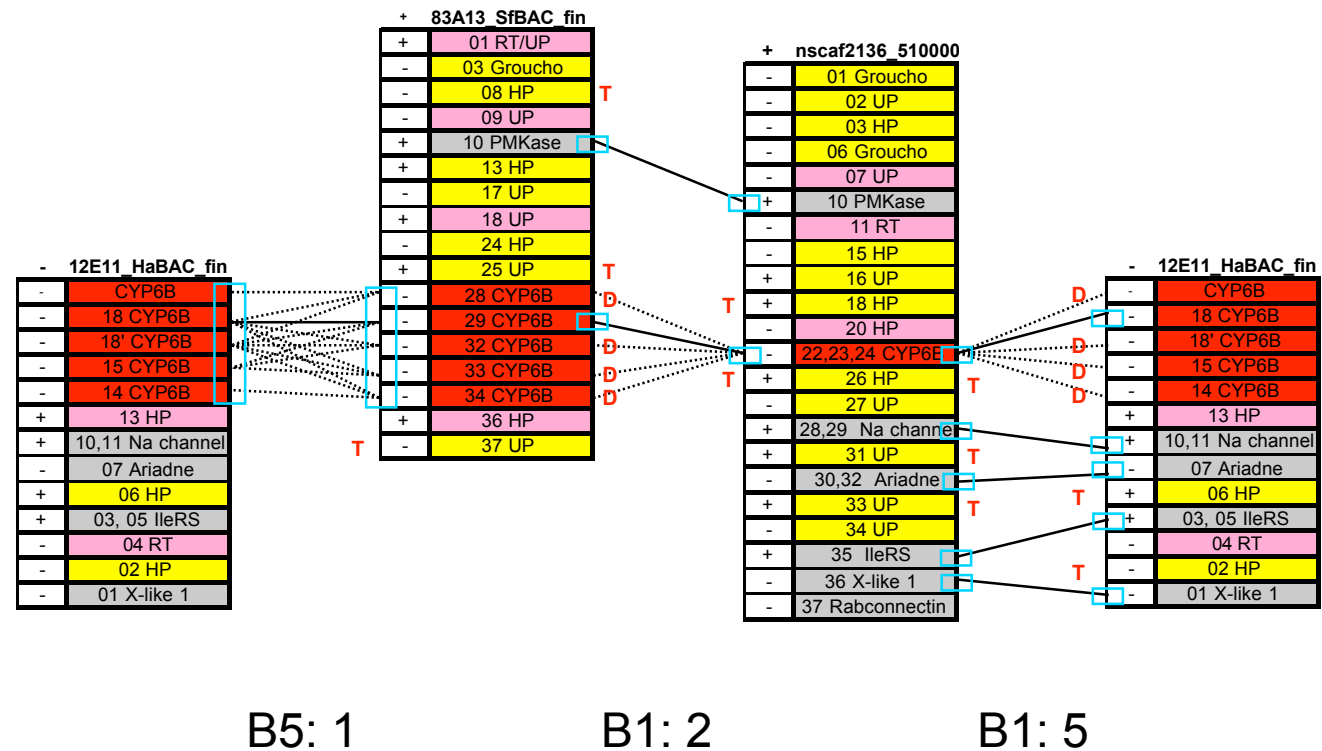 - 12E11_HaBAC_fin
- CYP6B
- 18 CYP6B
- 18' CYP6B
- 15 CYP6B
- 14 CYP6B
+ 13 HP
+ 10,11 Na channel
- 07 Ariadne
+ 06 HP
+ 03, 05 IleRS
- 04 RT
- 02 HP
- 01 X-like 1
+ 83A13_SfBAC_fin
+ 01 RT/UP
- 03 Groucho
- 08 HP T
- 09 UP
+ 10 PMKase
+ 13 HP
- 17 UP
+ 18 UP
- 24 HP
+ 25 UP T
- 28 CYP6B D
- 29 CYP6B
- 32 CYP6B D
- 33 CYP6B D
- 34 CYP6B D
+ 36 HP
T - 37 UP
+ nscaf2136_510000
- 01 Groucho
- 02 UP
- 03 HP
- 06 Groucho
- 07 UP
+ 10 PMKase
- 11 RT
- 15 HP
+ 16 UP
T + 18 HP
- 20 HP
- 22,23,24 CYP6B
T + 26 HP T
- 27 UP
+ 28,29 Na channe
+ 31 UP T
- 30,32 Ariadne
+ 33 UP T
- 34 UP
+ 35 IleRS
- 36 X-like 1
- 37 Rabconnectin
- 12E11_HaBAC_fin
D - CYP6B
- 18 CYP6B
D - 18' CYP6B
D - 15 CYP6B
D - 14 CYP6B
+ 13 HP
+ 10,11 Na channel
- 07 Ariadne
T + 06 HP
+ 03, 05 IleRS
- 04 RT
T - 02 HP
- 01 X-like 1
B5: 1 B1: 2 B1: 5